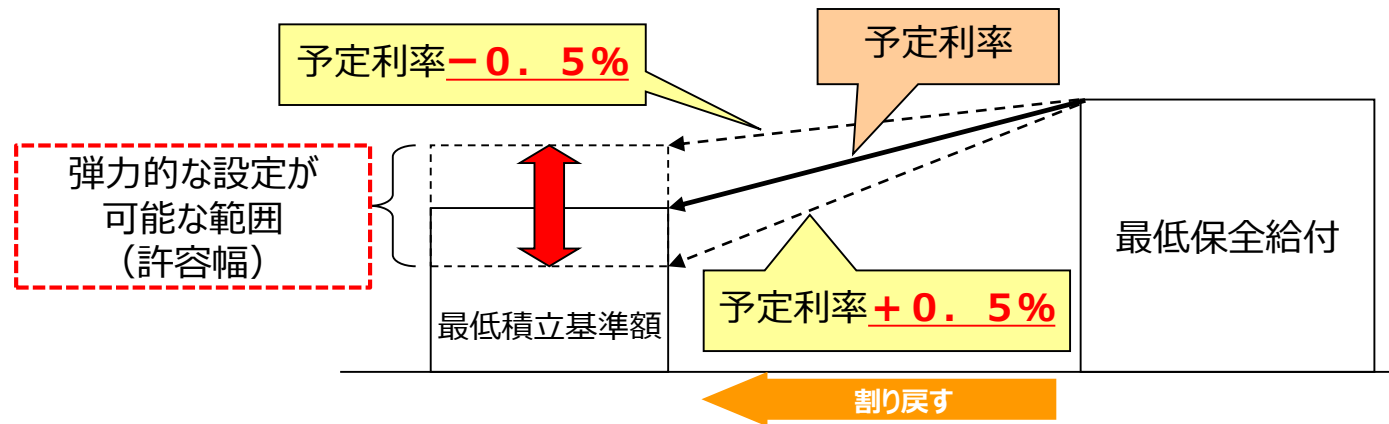 予定利率－０．５％
予定利率
弾力的な設定が
可能な範囲
（許容幅）
最低保全給付
予定利率＋０．５％
最低積立基準額
割り戻す